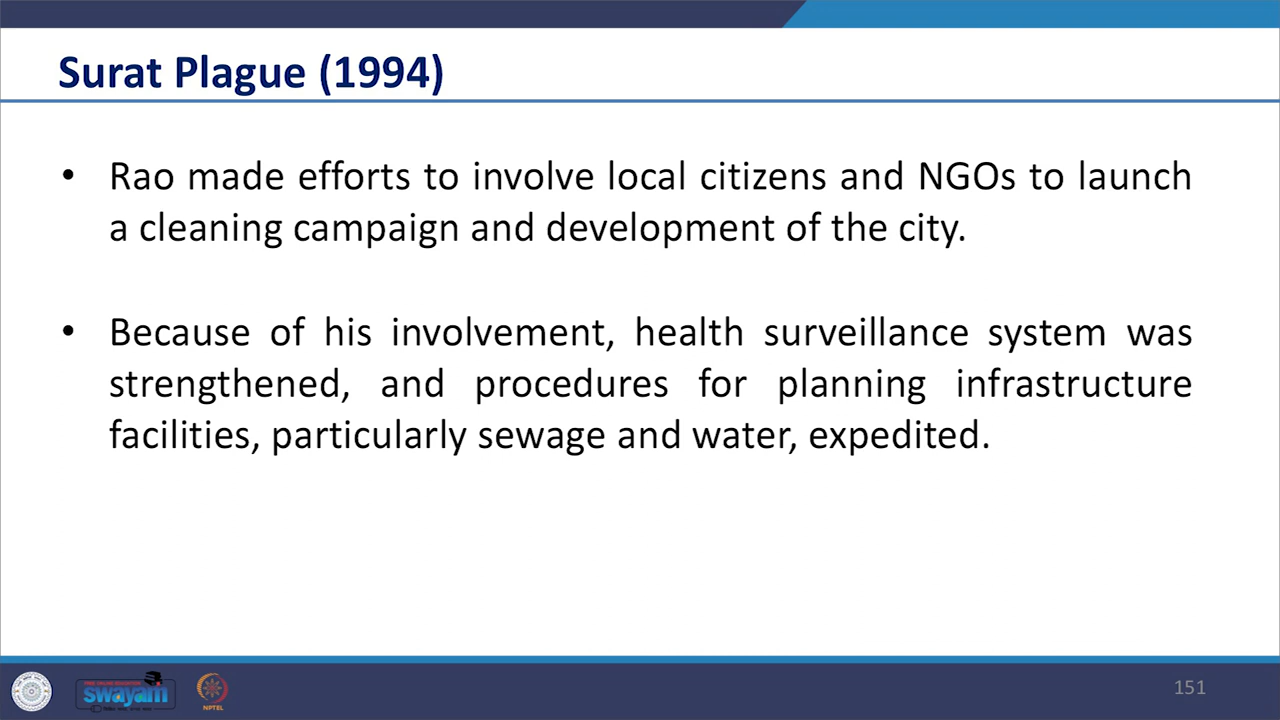 Surat Plague (1994)
• Rao made efforts to involve local citizens and NGOs to launch
a cleaning campaign and development of the city.
• Because of his involvement, health surveillance system was
strengthened, and procedures for planning infrastructure
facilities, particularly sewage and water, expedited.
swayam
NPTEL
151